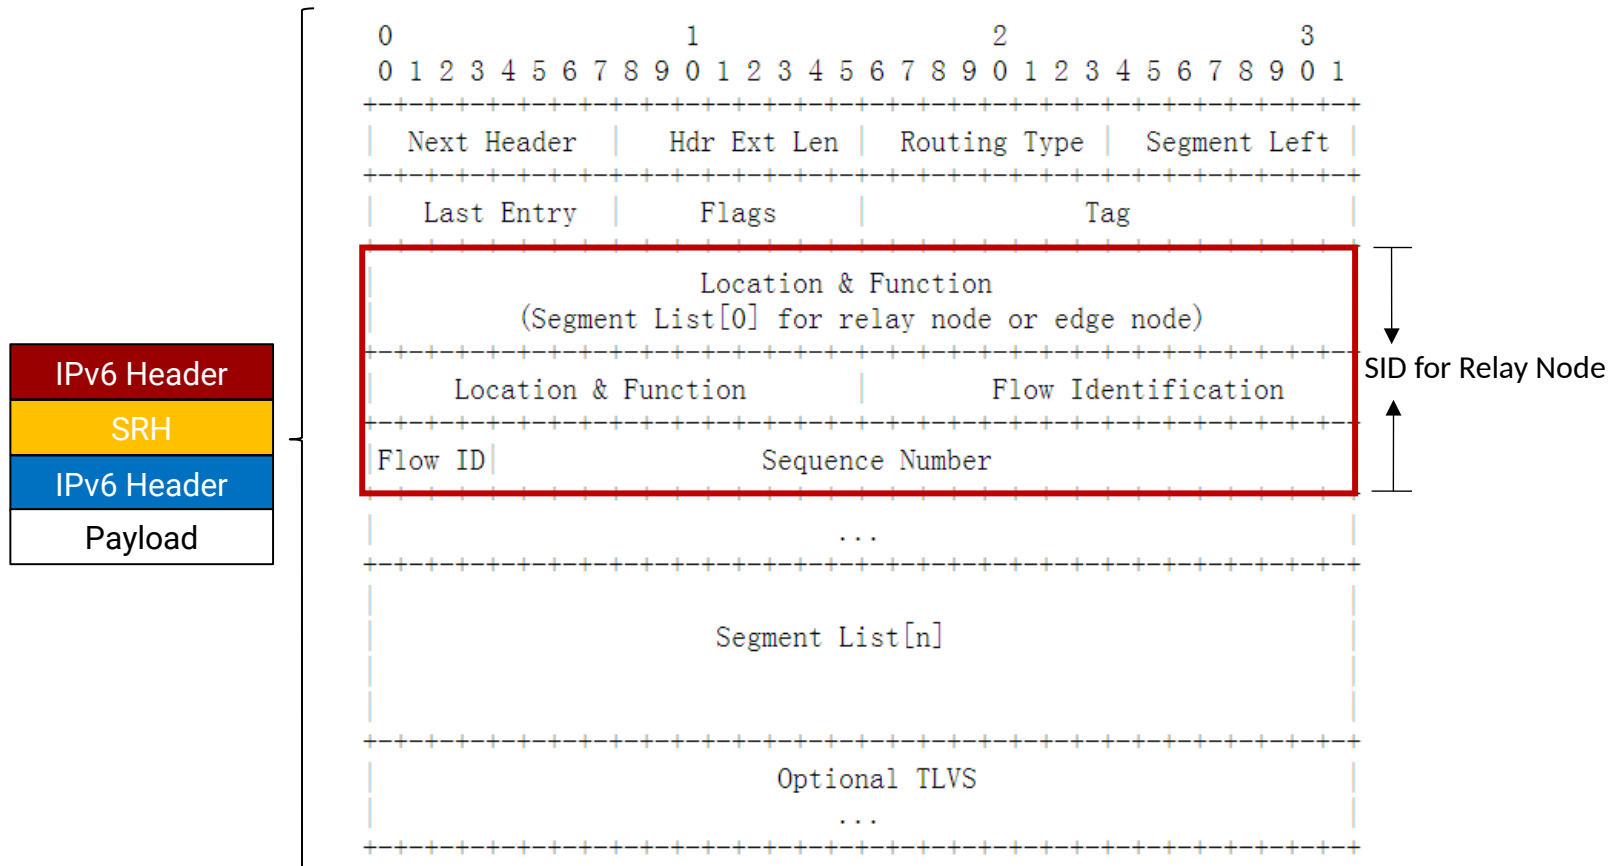 0 1 2 3
0 1 2 3 4 5 6 7 8 9 0 1 2 3 4 5 6 7 8 9 0 1 2 3 4 5 6 7 8 9 0 1
+-+-+-+-+-+-+-+-+-+-+-+-+-+-+-+-+-+-+-+-+-+-+-+-+-+-+-+-+-+-+-+-+
| Next Header | Hdr Ext Len | Routing Type | Segment Left |
+-+-+-+-+-+-+-+-+-+-+-+-+-+-+-+-+-+-+-+-+-+-+-+-+-+-+-+-+-+-+-+-+
| Last Entry | Flags | Tag |
Location & Function
(Segment List[0] for relay node or edge node)
+-+-+-+-+-+-+-+-+-+-+-+-+-+-+-+-+-+-+-+-+-+-+-+-+-+-+-+-+-+-+-+--
| Location & Function | Flow Identification
+-+-+-+-+-+-+-+-+-+-+-+-+-+-+-+-+-+-+-+-+-+-+-+-+-+-+-+-+-+-+-+--
|Flow ID| Sequence Number
| ... |
+-+-+-+-+-+-+-+-+-+-+-+-+-+-+-+-+-+-+-+-+-+-+-+-+-+-+-+-+-+-+-+-+
| Segment List[n] |
+-+-+-+-+-+-+-+-+-+-+-+-+-+-+-+-+-+-+-+-+-+-+-+-+-+-+-+-+-+-+-+-+
| Optional TLVS |
| ... |
+-+-+-+-+-+-+-+-+-+-+-+-+-+-+-+-+-+-+-+-+-+-+-+-+-+-+-+-+-+-+-+-+
IPv6 Header
SRH
IPv6 Header
Payload
SID for Relay Node